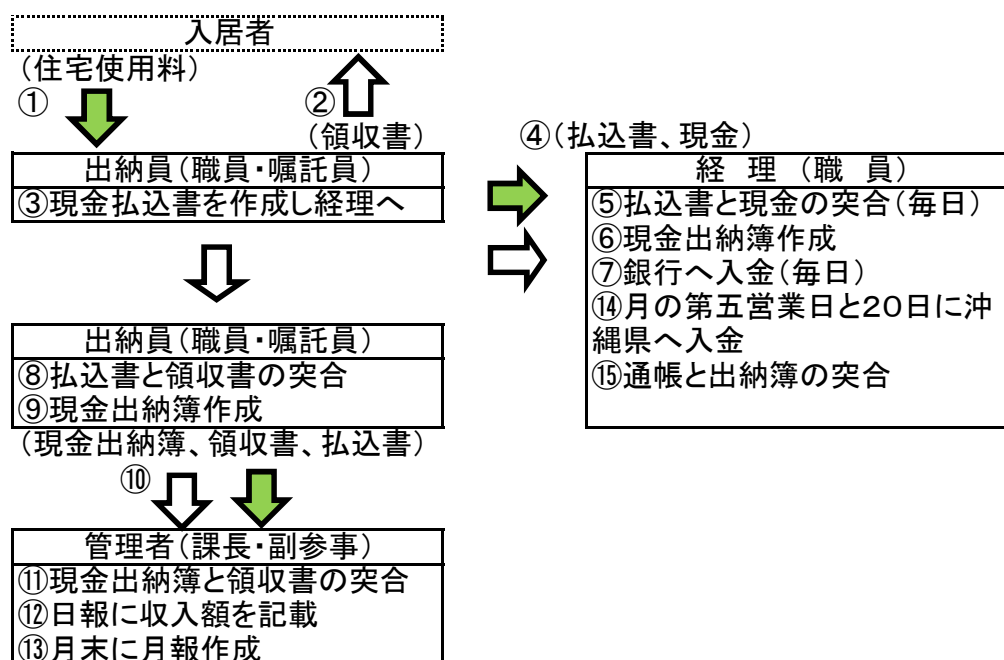 入居者
(住宅使用料)
① ②
(領収書)
④(払込書、現金)
出納員(職員・嘱託員)
③現金払込書を作成し経理へ
経 理 (職 員)
⑤払込書と現金の突合(毎日)
⑥現金出納簿作成
⑦銀行へ入金(毎日)
⑭月の第五営業日と20日に沖
縄県へ入金
⑮通帳と出納簿の突合
出納員(職員・嘱託員)
⑧払込書と領収書の突合
⑨現金出納簿作成
(現金出納簿、領収書、払込書)
⑩
管理者(課長・副参事)
⑪現金出納簿と領収書の突合
⑫日報に収入額を記載
⑬月末に月報作成